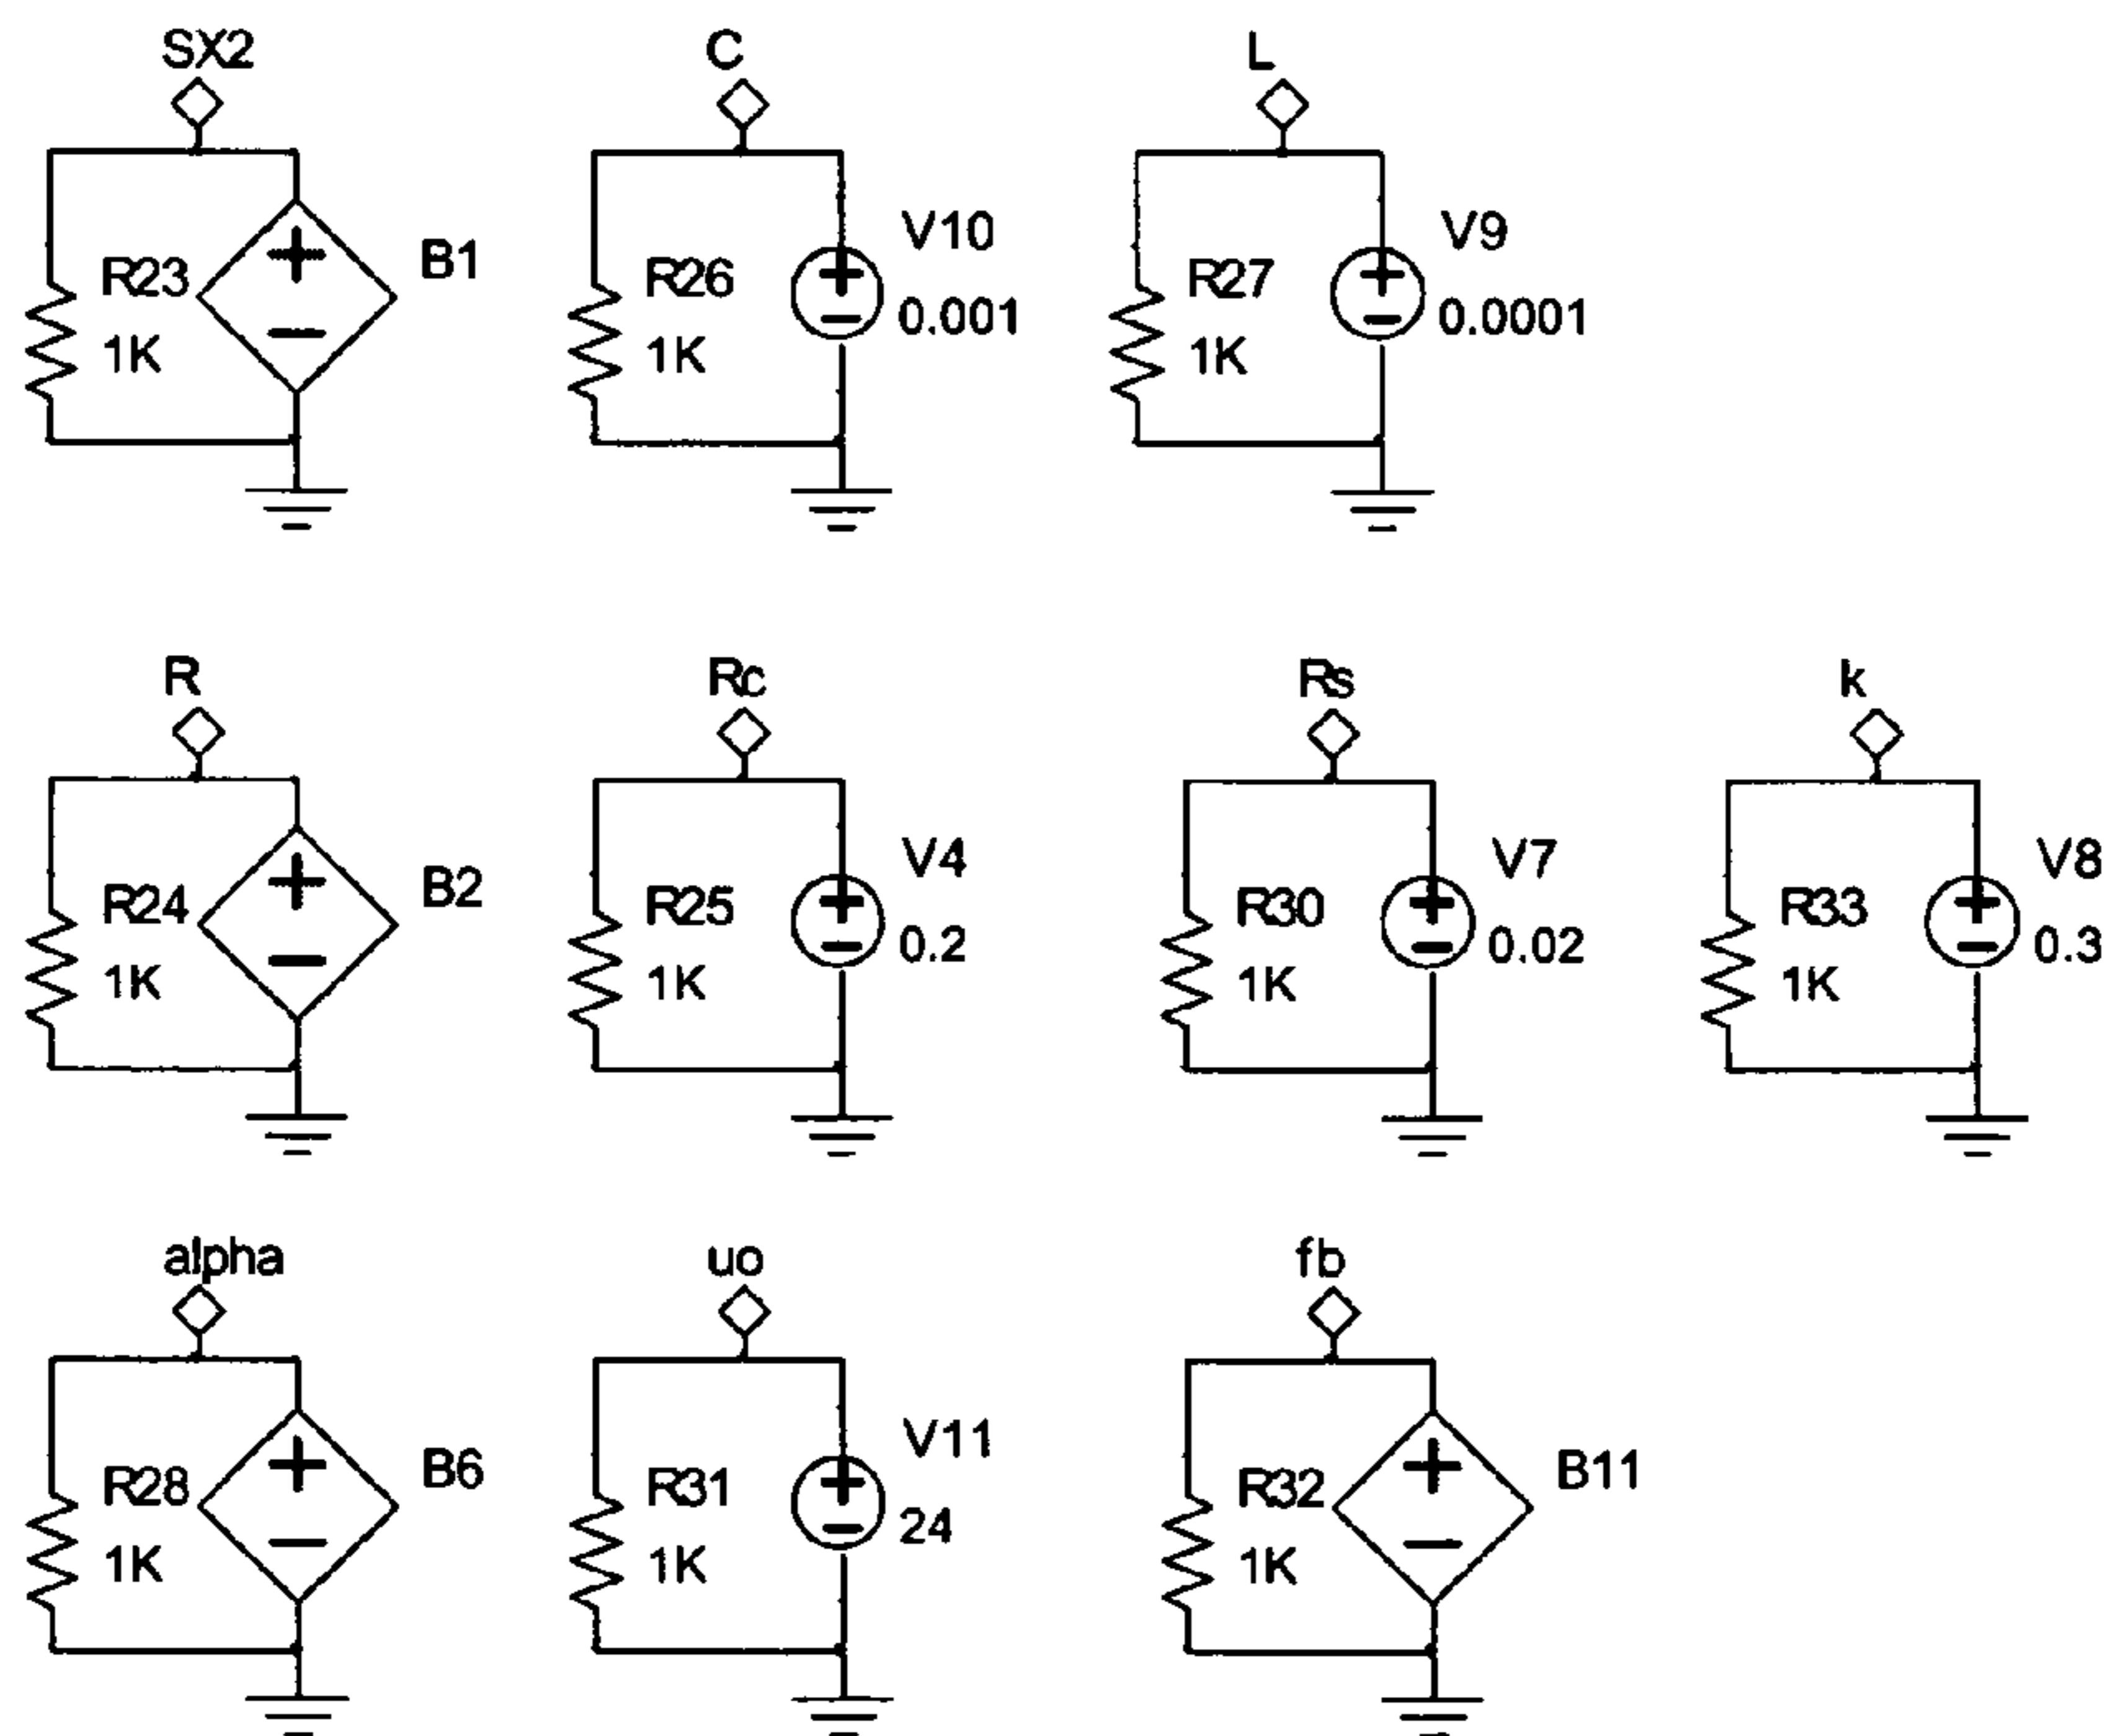 SX2
C
L
R23
1K
B1
R26
1K
V10
0.001
R27
1K
V9
0.0001
R
Rc
Rs
k
R24
1K
B2
R25
1K
V4
0.2
R30
1K
V7
0.02
R33
1K
V8
0.3
alpha
uo
fb
R28
1K
B6
R31
1K
V11
24
R32
1K
B11